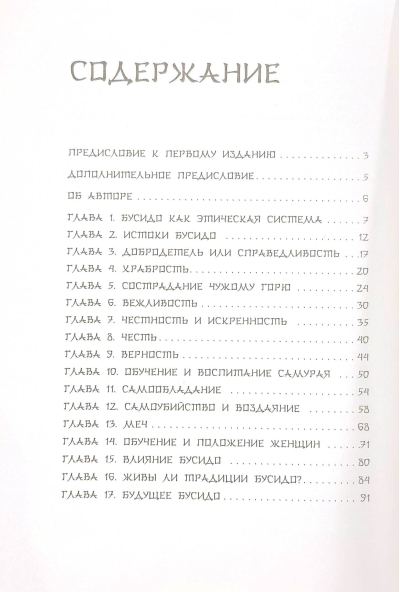 СОДЕРЖАНИЕ
ПРЕДИСЛОВИЕ К ПЕРВОМУ ИЗДАНИЮ ............ 3
ДОПОЛНИТЕЛЬНОЕ ПРЕДИСЛОВИЕ ............... 5
ОБ АВТОРЕ .................................. 6
ГЛАВА 1. БУСИДО КАК ЭТИЧЕСКАЯ СИСТЕМА ..... 7
ГЛАВА 2. ИСТОКИ БУСИДО .................... 12
ГЛАВА 3. ДОБРОДЕТЕЛЬ ИЛИ СПРАВЕДЛИВОСТЬ ... 17
ГЛАВА 4. ХРАБРОСТЬ ........................ 20
ГЛАВА 5. СОСТРАДАНИЕ ЧУЖОМУ ГОРЮ .......... 24
ГЛАВА 6. ВЕЖЛИВОСТЬ ....................... 30
ГЛАВА 7. ЧЕСТНОСТЬ И ИСКРЕННОСТЬ .......... 35
ГЛАВА 8. ЧЕСТЬ ............................ 40
ГЛАВА 9. ВЕРНОСТЬ ......................... 44
ГЛАВА 10. ОБУЧЕНИЕ И ВОСПИТАНИЕ САМУРАЯ ... 50
ГЛАВА 11. САМООБЛАДАНИЕ ................... 54
ГЛАВА 12. САМОУБИЙСТВО И ВОЗДАЯНИЕ ........ 58
ГЛАВА 13. МЕЧ ............................. 68
ГЛАВА 14. ОБУЧЕНИЕ И ПОЛОЖЕНИЕ ЖЕНЩИН ..... 71
ГЛАВА 15. ВЛИЯНИЕ БУСИДО .................. 80
ГЛАВА 16. ЖИВЫ ЛИ ТРАДИЦИИ БУСИДО? ........ 84
ГЛАВА 17. БУДУЩЕЕ БУСИДО .................. 91